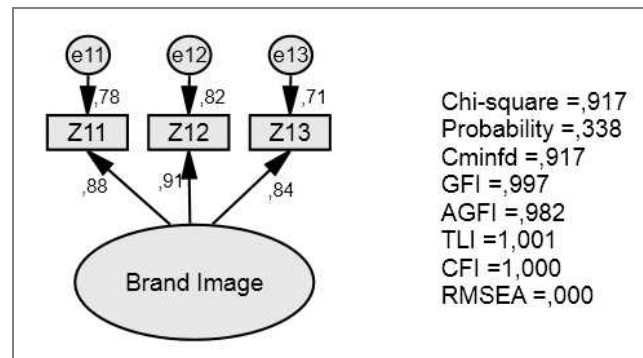 e11 e12 e13
,78 ,82 ,71
Z11 Z12 Z13
,88 ,91 ,84
Brand Image
Chi-square =,917
Probability =,338
Cminfd =,917
GFI =,997
AGFI =,982
TLI =1,001
CFI =1,000
RMSEA =,000